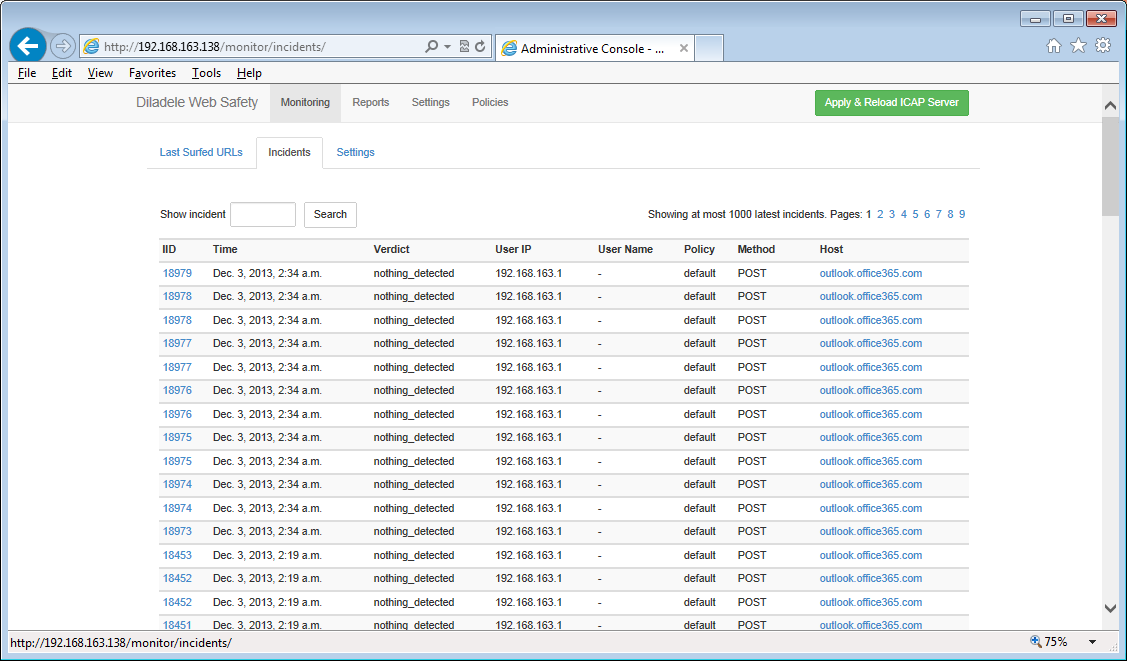 http://192.168.163.138/monitor/incidents/ Administrative Console - ...
File Edit View Favorites Tools Help
Diladele Web Safety Monitoring Reports Settings Policies Apply & Reload ICAP Server
Last Surfed URLs Incidents Settings
Show incident Search Showing at most 1000 latest incidents. Pages: 1 2 3 4 5 6 7 8 9
IID Time Verdict User IP User Name Policy Method Host
18979 Dec. 3, 2013, 2:34 a.m. nothing_detected 192.168.163.1 - default POST outlook.office365.com
18978 Dec. 3, 2013, 2:34 a.m. nothing_detected 192.168.163.1 - default POST outlook.office365.com
18978 Dec. 3, 2013, 2:34 a.m. nothing_detected 192.168.163.1 - default POST outlook.office365.com
18977 Dec. 3, 2013, 2:34 a.m. nothing_detected 192.168.163.1 - default POST outlook.office365.com
18977 Dec. 3, 2013, 2:34 a.m. nothing_detected 192.168.163.1 - default POST outlook.office365.com
18976 Dec. 3, 2013, 2:34 a.m. nothing_detected 192.168.163.1 - default POST outlook.office365.com
18976 Dec. 3, 2013, 2:34 a.m. nothing_detected 192.168.163.1 - default POST outlook.office365.com
18975 Dec. 3, 2013, 2:34 a.m. nothing_detected 192.168.163.1 - default POST outlook.office365.com
18975 Dec. 3, 2013, 2:34 a.m. nothing_detected 192.168.163.1 - default POST outlook.office365.com
18974 Dec. 3, 2013, 2:34 a.m. nothing_detected 192.168.163.1 - default POST outlook.office365.com
18974 Dec. 3, 2013, 2:34 a.m. nothing_detected 192.168.163.1 - default POST outlook.office365.com
18973 Dec. 3, 2013, 2:34 a.m. nothing_detected 192.168.163.1 - default POST outlook.office365.com
18453 Dec. 3, 2013, 2:19 a.m. nothing_detected 192.168.163.1 - default POST outlook.office365.com
18452 Dec. 3, 2013, 2:19 a.m. nothing_detected 192.168.163.1 - default POST outlook.office365.com
18452 Dec. 3, 2013, 2:19 a.m. nothing_detected 192.168.163.1 - default POST outlook.office365.com
18451 Dec. 3, 2013, 2:19 a.m. nothing_detected 192.168.163.1 - default POST outlook.office365.com
http://192.168.163.138/monitor/incidents/ 75%